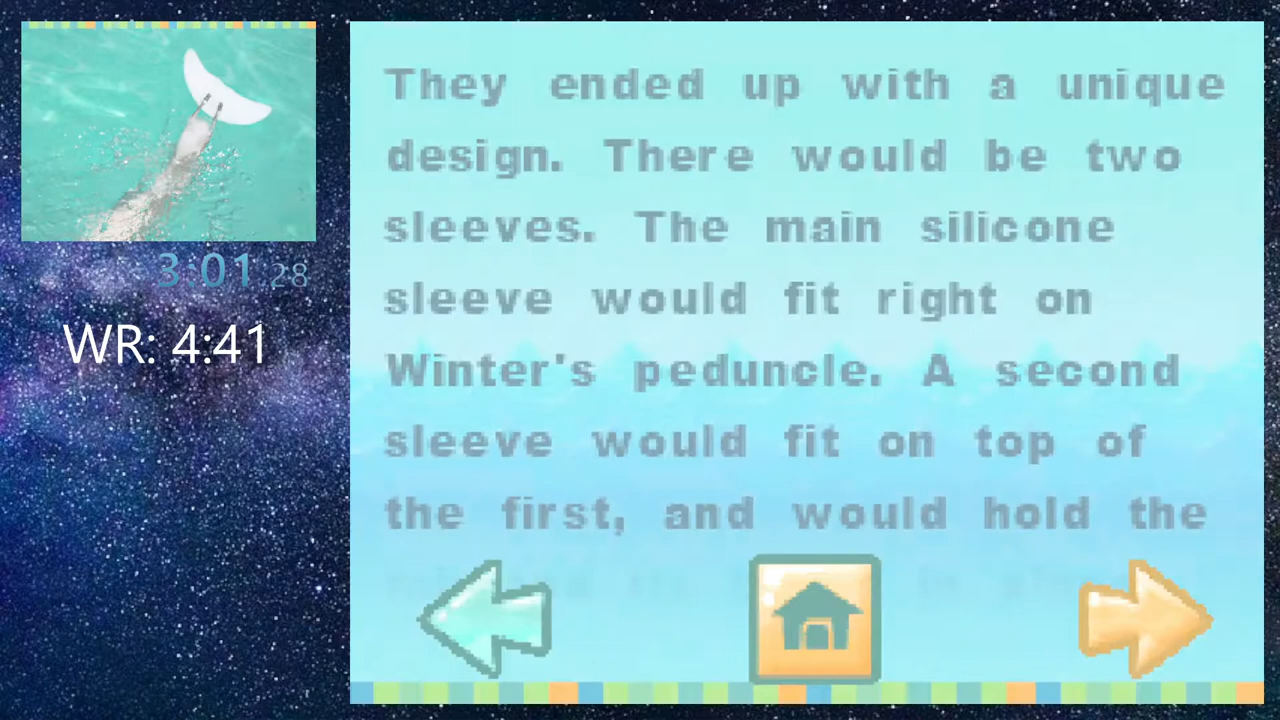 They ended up with a unique
design. There would be two
sleeves. The main silicone
sleeve would fit right on
Winter's peduncle. A second
sleeve would fit on top of
the first, and would hold the
3:01.28
WR: 4:41